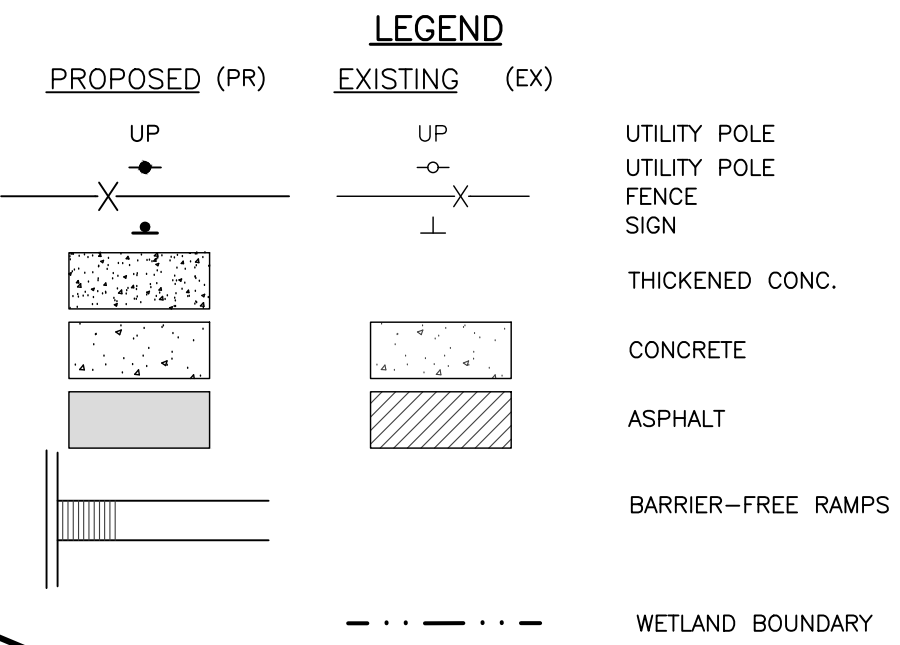 LEGEND
PROPOSED (PR) EXISTING (EX)
UP UP UTILITY POLE
UTILITY POLE
FENCE
SIGN
THICKENED CONC.
CONCRETE
ASPHALT
BARRIER-FREE RAMPS
WETLAND BOUNDARY